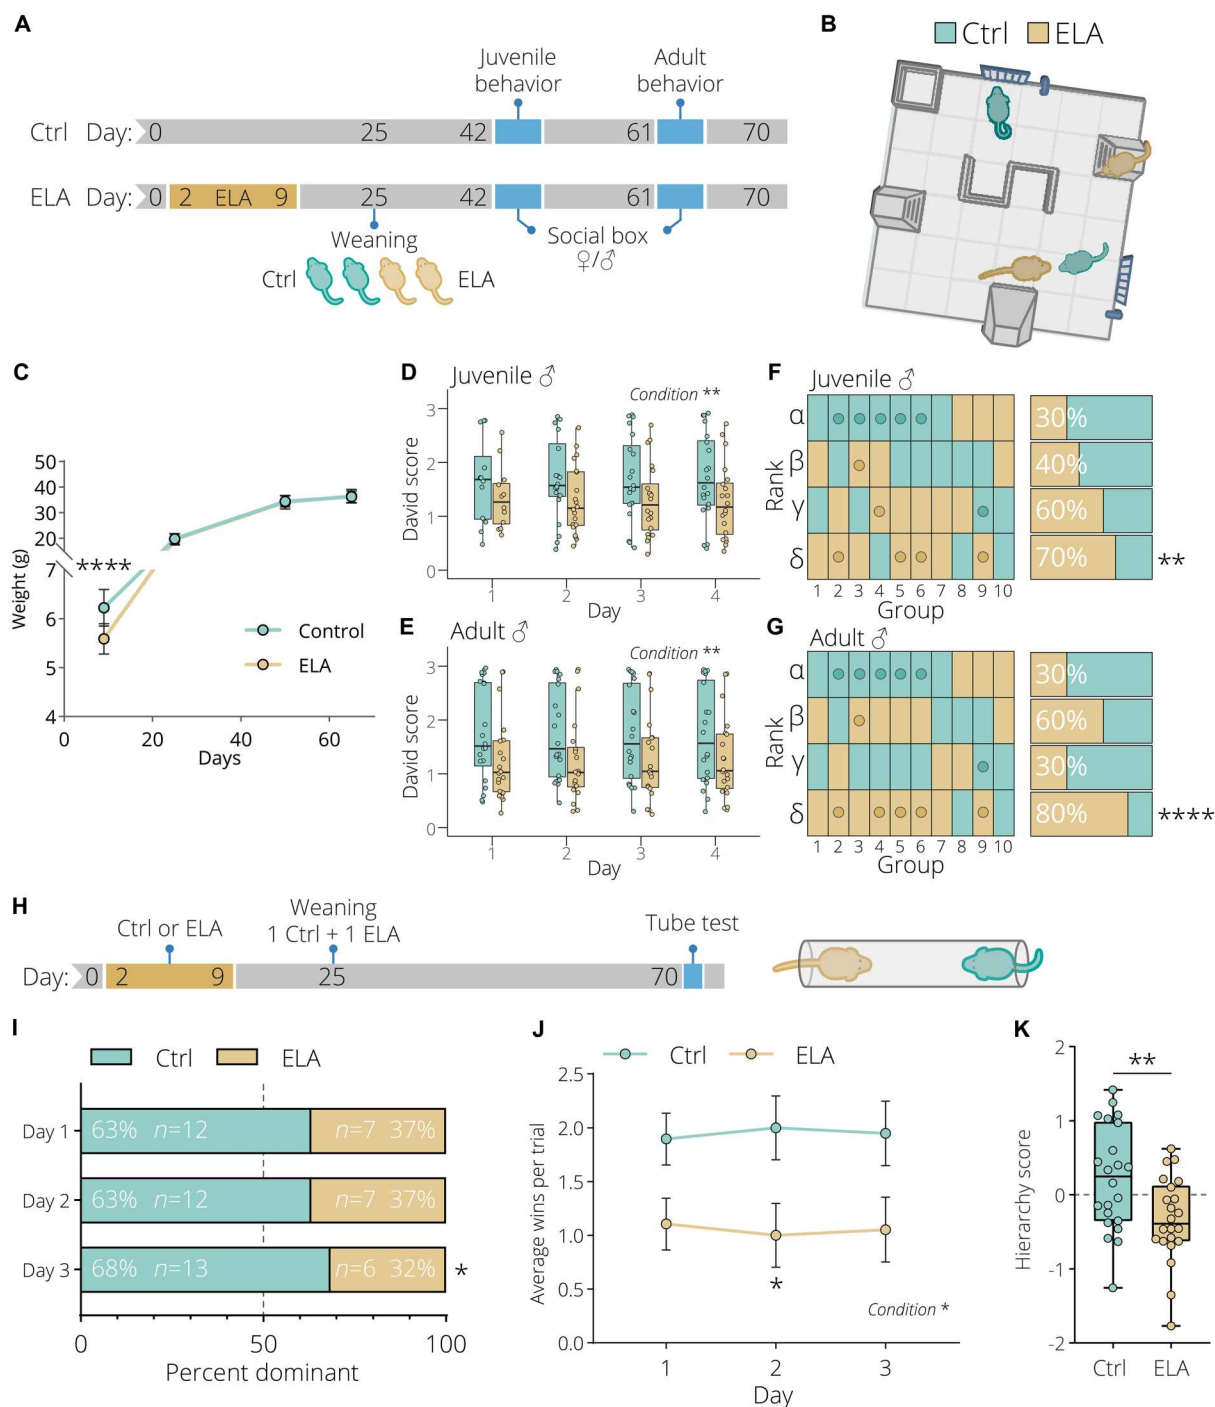 A
Juvenile
behavior
Adult
behavior
Ctrl Day: 0 25 42 61 70
ELA Day: 0 2 ELA 9 25 42 61 70
Weaning
Ctrl ELA
Social box
♀/♂
B
Ctrl ELA
C
Weight (g)
50
40
30
20
7
6
5
4
****
Control
ELA
0 20 40 60
Days
D
Juvenile ♂
Condition **
David score
3
2
1
0
1 2 3 4
Day
E
Adult ♂
Condition **
David score
3
2
1
0
1 2 3 4
Day
F
Juvenile ♂
Rank
α 30%
β 40%
γ 60%
δ 70% **
1 2 3 4 5 6 7 8 9 10
Group
G
Adult ♂
Rank
α 30%
β 60%
γ 30%
δ 80% ****
1 2 3 4 5 6 7 8 9 10
Group
H
Ctrl or ELA
Weaning
1 Ctrl + 1 ELA
Tube test
Day: 0 2 9 25 70
I
Ctrl ELA
Day 1 63% n=12 n=7 37%
Day 2 63% n=12 n=7 37%
Day 3 68% n=13 n=6 32% *
0 50 100
Percent dominant
J
Ctrl ELA
Average wins per trial
2.5
2.0
1.5
1.0
0.5
0.0
*
Condition *
1 2 3
Day
K
**
Hierarchy score
2
1
0
-1
-2
Ctrl ELA